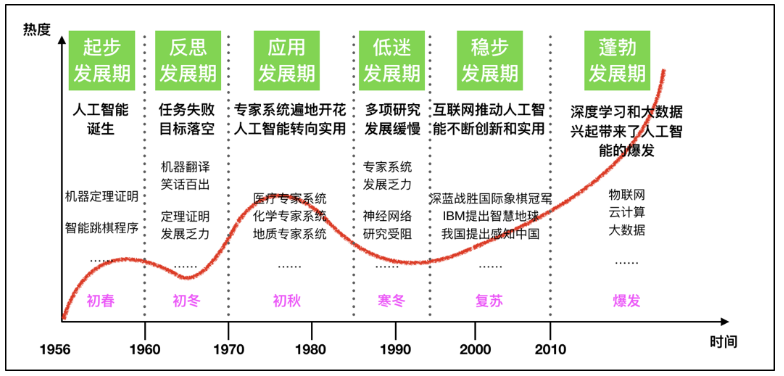 热度
起步
发展期
人工智能
诞生
机器定理证明
智能跳棋程序
……
初春
反思
发展期
任务失败
目标落空
机器翻译
笑话百出
定理证明
发展乏力
……
初冬
应用
发展期
专家系统遍地开花
人工智能转向实用
医疗专家系统
化学专家系统
地质专家系统
……
初秋
低迷
发展期
多项研究
发展缓慢
专家系统
发展乏力
神经网络
研究受阻
……
寒冬
稳步
发展期
互联网推动人工智
能不断创新和实用
深蓝战胜国际象棋冠军
IBM提出智慧地球
我国提出感知中国
……
复苏
蓬勃
发展期
深度学习和大数据
兴起带来了人工智
能的爆发
物联网
云计算
大数据
……
爆发
时间
1956 1960 1970 1980 1990 2000 2010